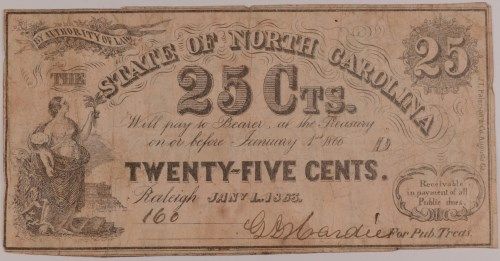 BY AUTHORITY OF LAW.
25
THE STATE OF NORTH CAROLINA
25 CTS.
Will pay to Bearer, at the Treasury
on or before January 1st 1866
TWENTY-FIVE CENTS.
Raleigh JANY 1. 1863.
Receivable
in payment of all
Public dues.
160
For Pub. Treas.